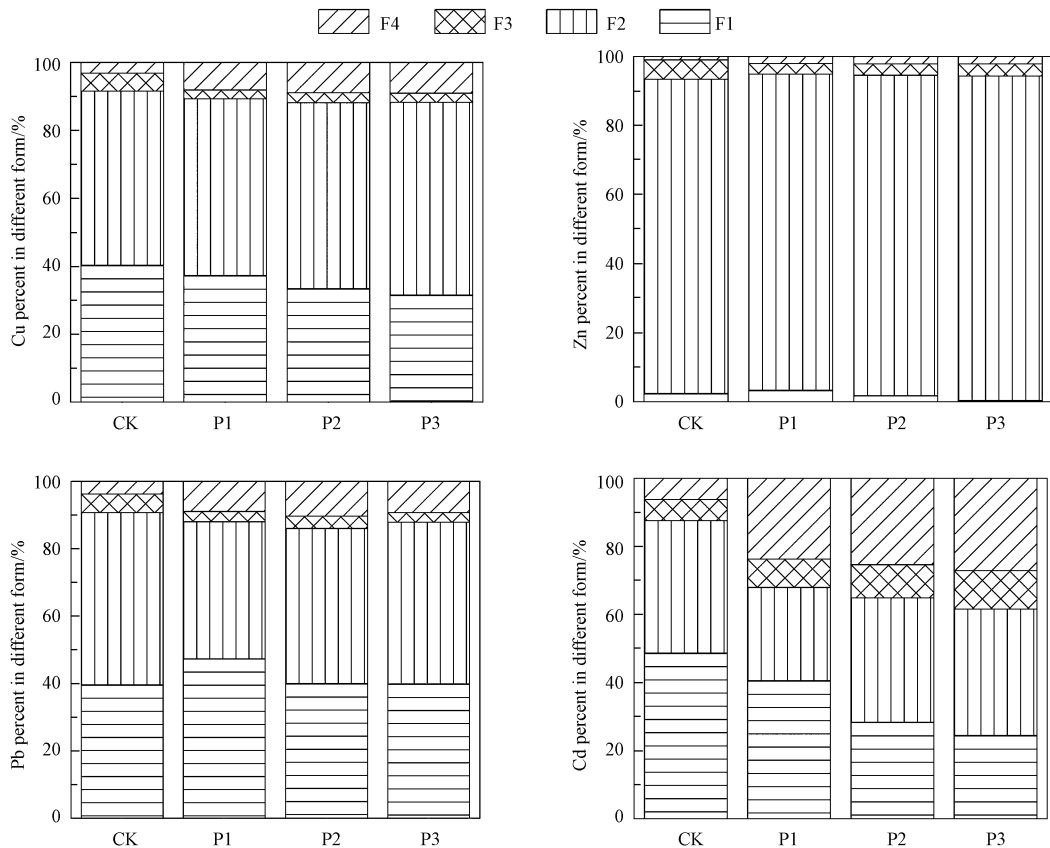 F4 F3 F2 F1
Cu percent in different form/%
100
80
60
40
20
0
CK P1 P2 P3
Zn percent in different form/%
100
80
60
40
20
0
CK P1 P2 P3
Pb percent in different form/%
100
80
60
40
20
0
CK P1 P2 P3
Cd percent in different form/%
100
80
60
40
20
0
CK P1 P2 P3